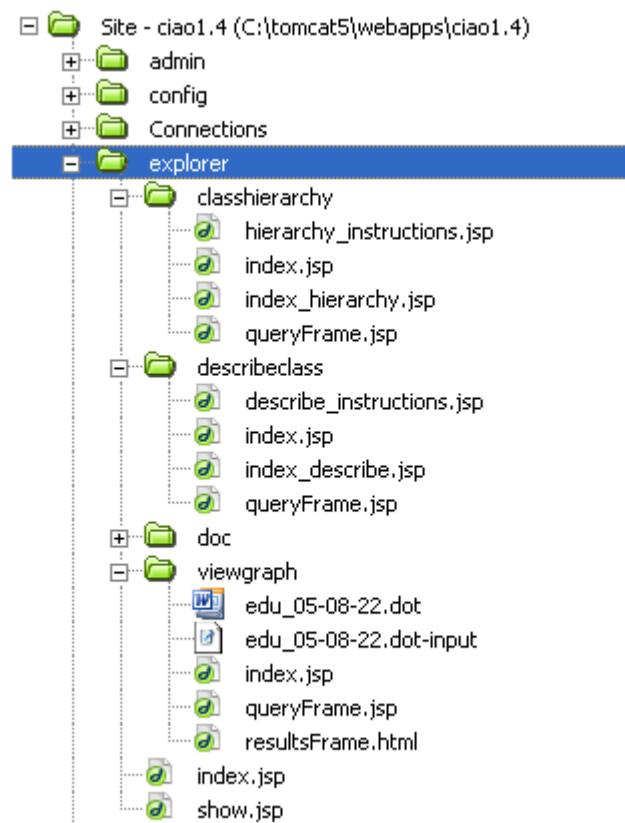 Site - ciao1.4 (C:\tomcat5\webapps\ciao1.4)
admin
config
Connections
explorer
classhierarchy
hierarchy_instructions.jsp
index.jsp
index_hierarchy.jsp
queryFrame.jsp
describeclass
describe_instructions.jsp
index.jsp
index_describe.jsp
queryFrame.jsp
doc
viewgraph
edu_05-08-22.dot
edu_05-08-22.dot-input
index.jsp
queryFrame.jsp
resultsFrame.html
index.jsp
show.jsp